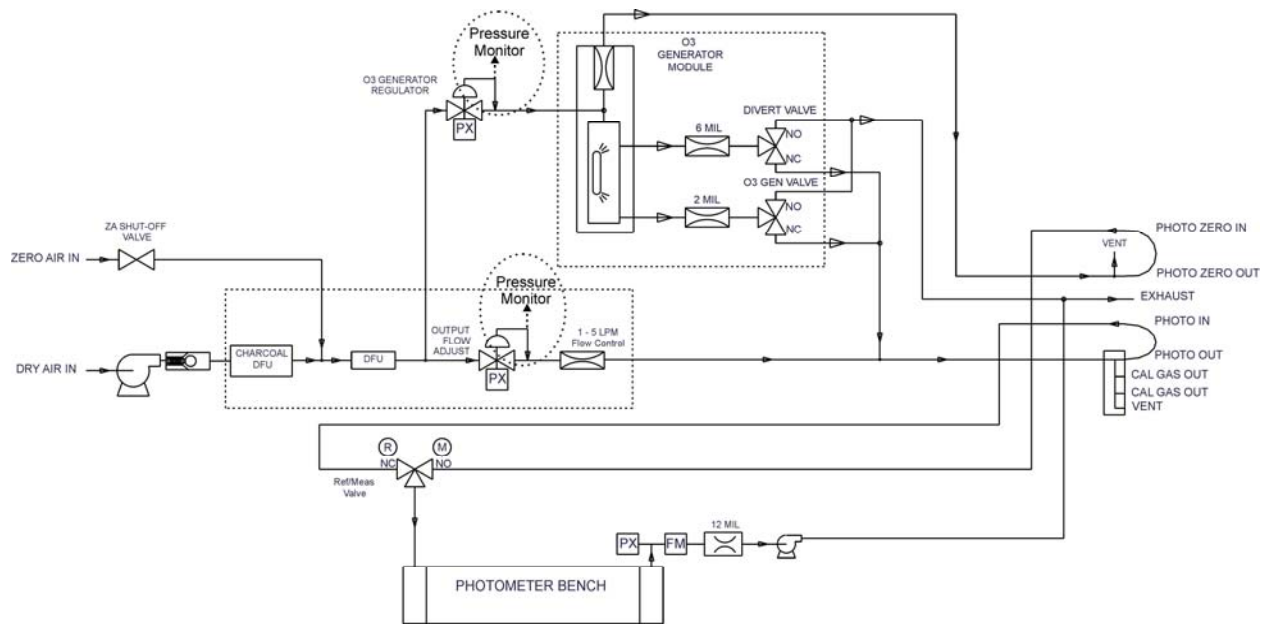 Pressure
Monitor
O3 GENERATOR
REGULATOR
PX
O3
GENERATOR
MODULE
DIVERT VALVE
6 MIL
NO
NC
O3 GEN VALVE
2 MIL
NO
NC
ZA SHUT-OFF
VALVE
ZERO AIR IN
PHOTO ZERO IN
VENT
PHOTO ZERO OUT
EXHAUST
Pressure
Monitor
OUTPUT
FLOW
ADJUST
1 - 5 LPM
Flow Control
PHOTO IN
CHARCOAL
DFU
DFU
PX
DRY AIR IN
PHOTO OUT
CAL GAS OUT
CAL GAS OUT
VENT
R
M
NC
NO
Ref/Meas
Valve
12 MIL
PX
FM
PHOTOMETER BENCH